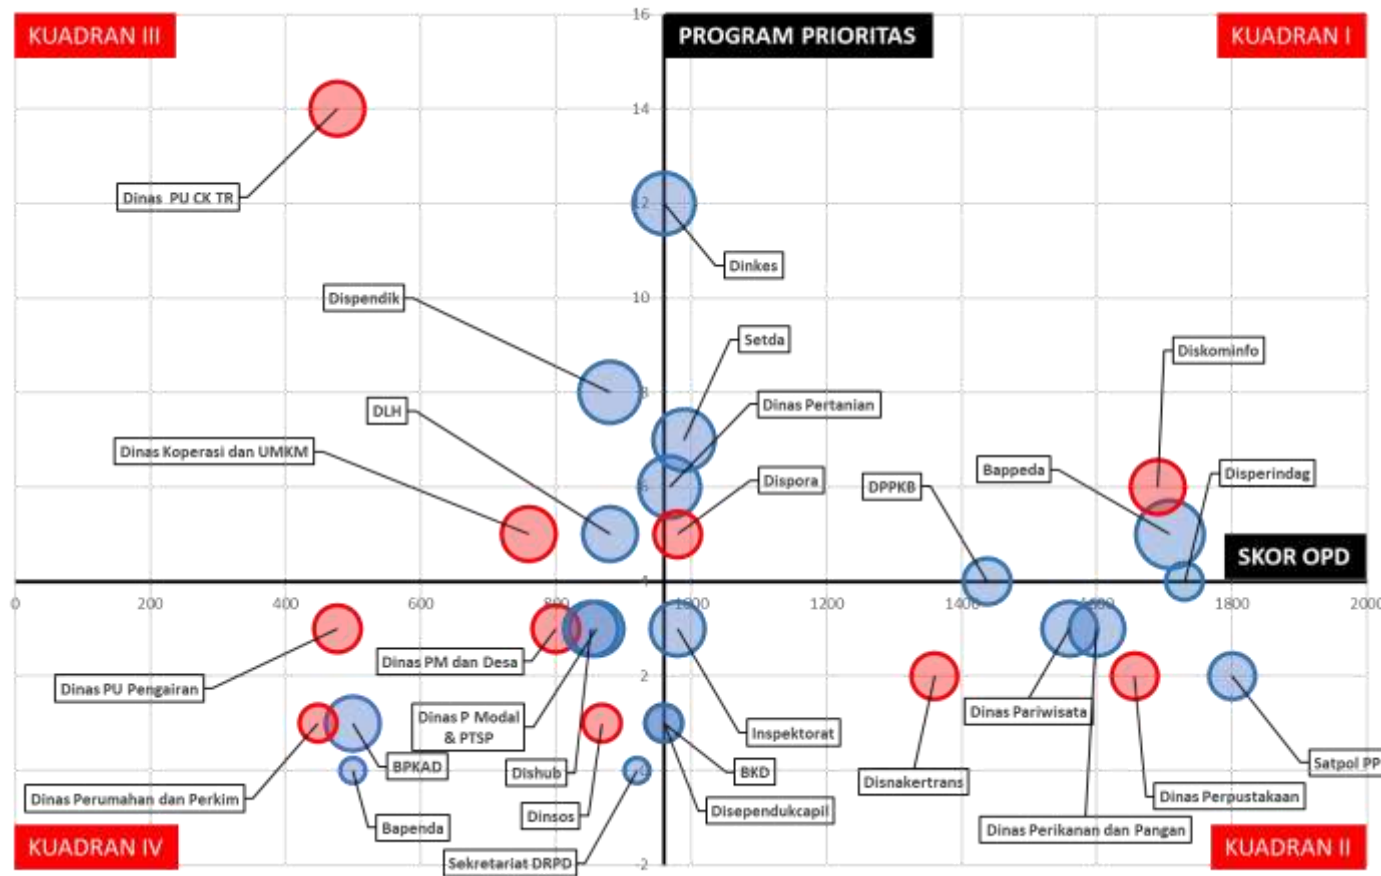 16
KUADRAN III
PROGRAM PRIORITAS
KUADRAN I
14
Dinas PU CK TR
12
Dinkes
Dispendik
10
Setda
Diskominfo
8
DLH
Dinas Pertanian
Dinas Koperasi dan UMKM
Bappeda
Disperindag
Dispora
DPPKB
6
SKOR OPD
4
0
200
400
600
800
1000
1200
1400
1600
1800
2000
Dinas PM dan Desa
Dinas PU Pengairan
2
Dinas P Modal
& PTSP
Dinas Pariwisata
Inspektorat
BPKAD
Dishub
BKD
Disnakertrans
Satpol PP
0
Dinas Perumahan dan Perkim
Dinas Perpustakaan
Dinsos
Disependukcapil
Bapenda
Dinas Perikanan dan Pangan
KUADRAN IV
Sekretariat DRPD
KUADRAN II
-2